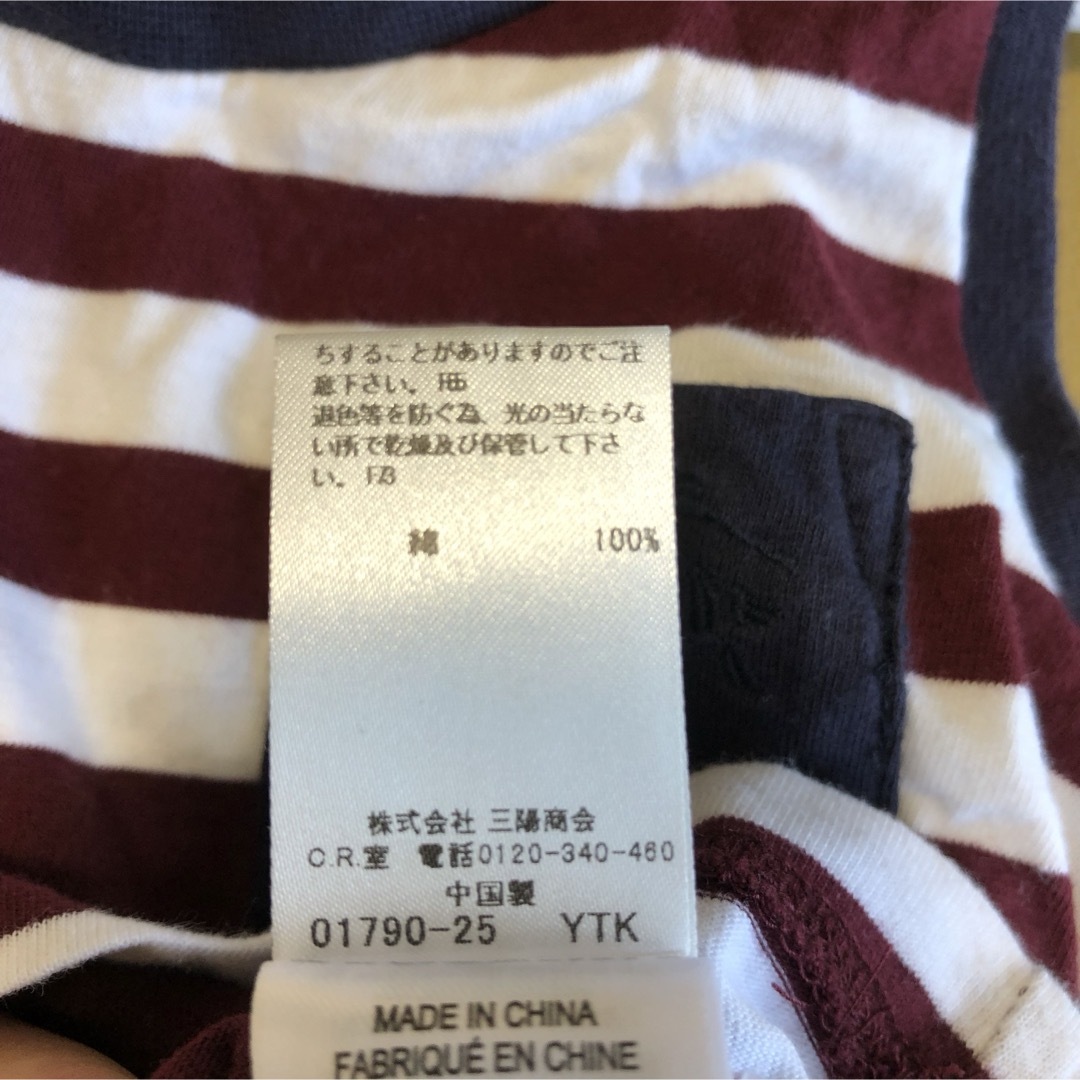 ちすることがありますのでご注
意下さい。
退色等を防ぐ為、光の当たらな
い所で乾燥及び保管して下さ
い。
綿 100%
株式会社 三陽商会
C.R.室 電話0120-340-460
中国製
01790-25 YTK
MADE IN CHINA
FABRIQUÉ EN CHINE